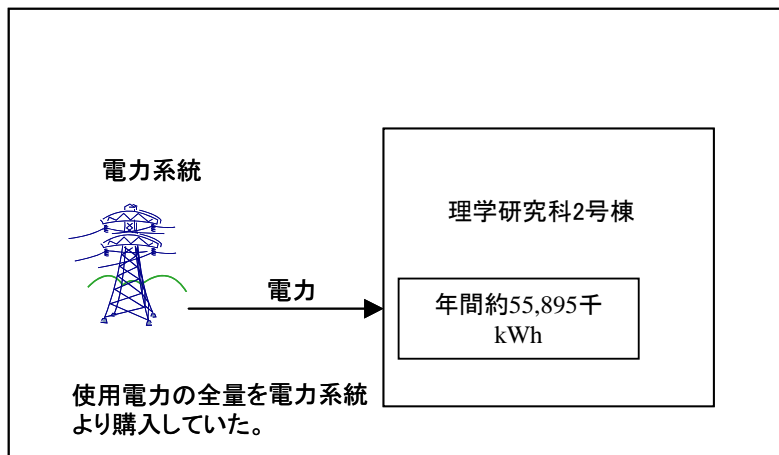 電力系統
理学研究科2号棟
電力
年間約55,895千
kWh
使用電力の全量を電力系統
より購入していた。